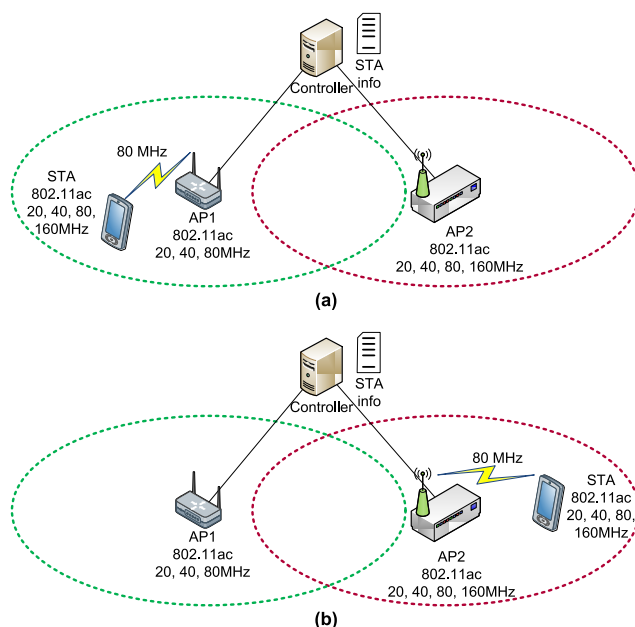 Controller
STA
info
80 MHz
STA
802.11ac
20, 40, 80,
160MHz
AP1
802.11ac
20, 40, 80MHz
AP2
802.11ac
20, 40, 80, 160MHz
(a)
Controller
STA
info
80 MHz
STA
802.11ac
20, 40, 80,
160MHz
AP1
802.11ac
20, 40, 80MHz
AP2
802.11ac
20, 40, 80, 160MHz
(b)